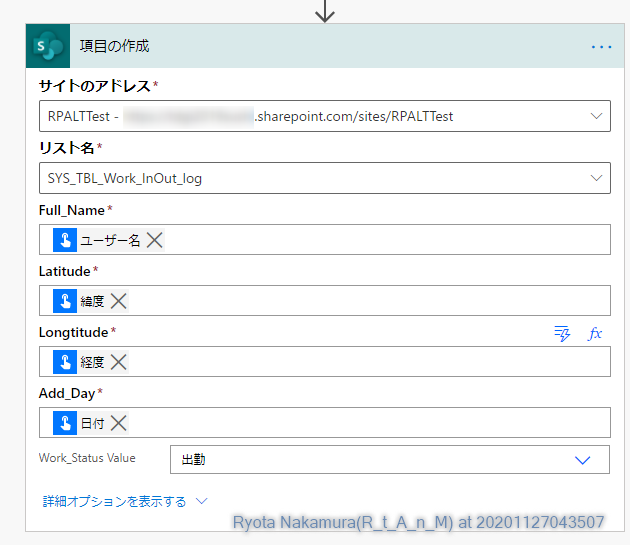 項目の作成
サイトのアドレス*
RPALTTest - .sharepoint.com/sites/RPALTTest
リスト名*
SYS_TBL_Work_InOut_log
Full_Name*
ユーザー名
Latitude*
緯度
Longtitude*
fx
経度
Add_Day*
日付
Work_Status Value
出勤
詳細オプションを表示する
Ryota Nakamura(R_t_A_n_M) at 20201127043507